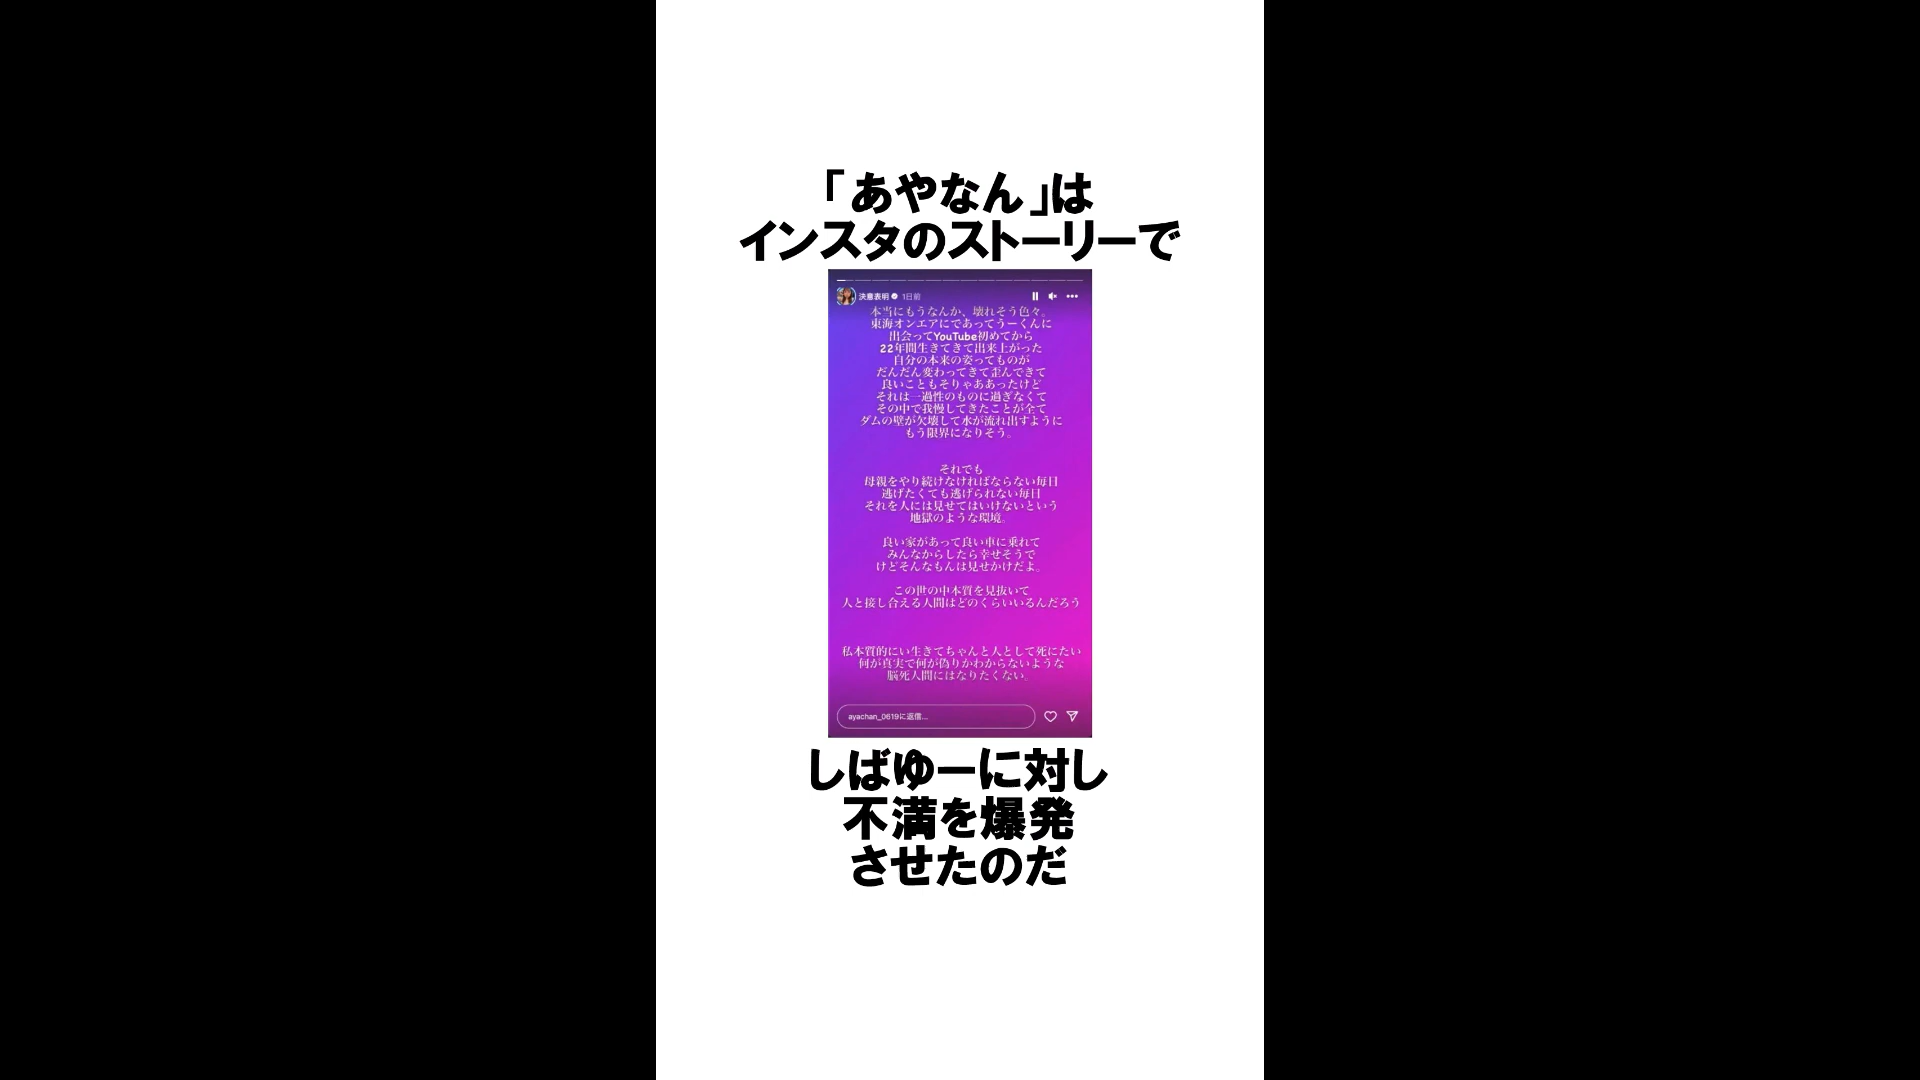 「あやなん」は
インスタのストーリーで
決意表明 1日前
本当にもうなんか、壊れそう色々。
東海オンエアにであってうーくんに
出会ってYouTube初めてから
22年間生きてきて出来上がった
自分の本来の姿ってものが
だんだん変わってきて歪んできて
良いこともそりゃああったけど
それは一過性のものに過ぎなくて
その中で我慢してきたことが全て
ダムの壁が欠壊して水が流れ出すように
もう限界になりそう。
それでも
母親をやり続けなければならない毎日
逃げたくても逃げられない毎日
それを人には見せてはいけないという
地獄のような環境。
良い家があって良い車に乗れて
みんなからしたら幸せそうで
けどそんなもんは見せかけだよ。
この世の中本質を見抜いて
人と接し合える人間はどのくらいいるんだろう
私本質的にい生きてちゃんと人として死にたい
何が真実で何が偽りかわからないような
脳死人間にはなりたくない。
ayachan_0619に返信...
しばゆーに対し
不満を爆発
させたのだ